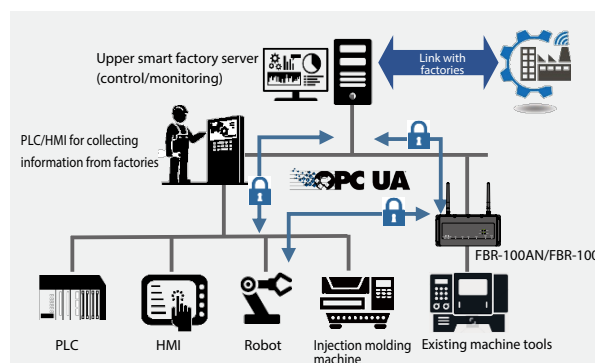 Upper smart factory server
(control/monitoring)
Link with
factories
PLC/HMI for collecting
information from factories
OPC UA
FBR-100AN/FBR-100
PLC
HMI
Robot
Injection molding
machine
Existing machine tools